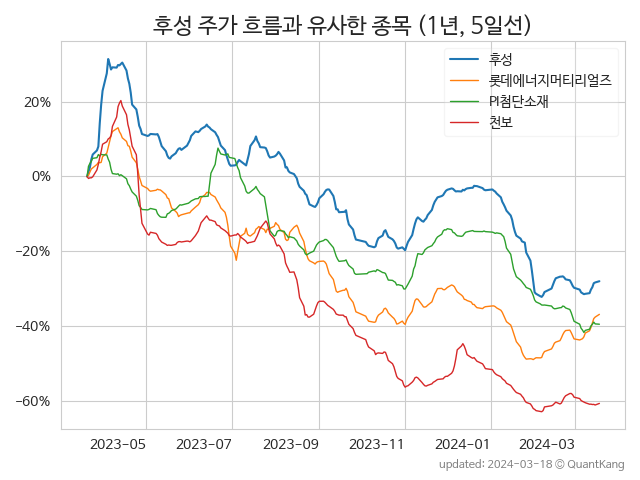 후성 주가 흐름과 유사한 종목 (1년, 5일선)
후성
롯데에너지머티리얼즈
PI첨단소재
천보
20%
0%
−20%
−40%
−60%
2023-05 2023-07 2023-09 2023-11 2024-01 2024-03
updated: 2024-03-18 © QuantKang